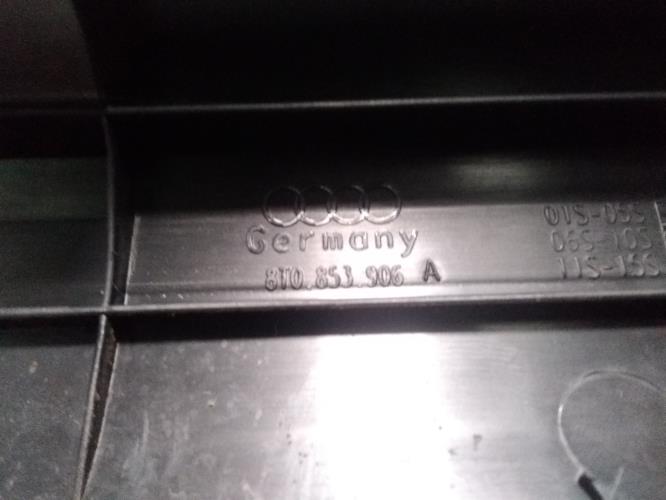 Germany
8T0 853 906 A
01S-05S
06S-10S
11S-15S